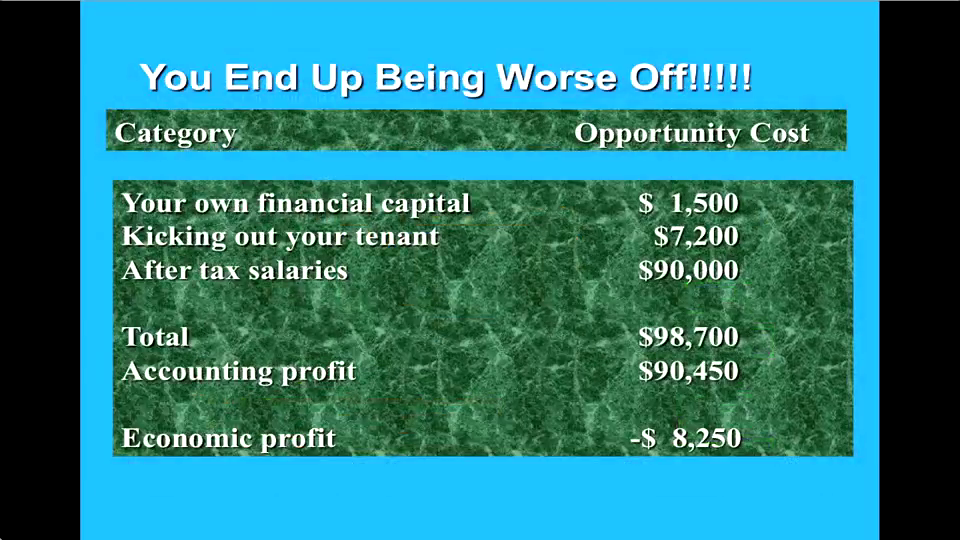 You End Up Being Worse Off!!!!!
Category Opportunity Cost
Your own financial capital $ 1,500
Kicking out your tenant $7,200
After tax salaries $90,000
Total $98,700
Accounting profit $90,450
Economic profit -$ 8,250